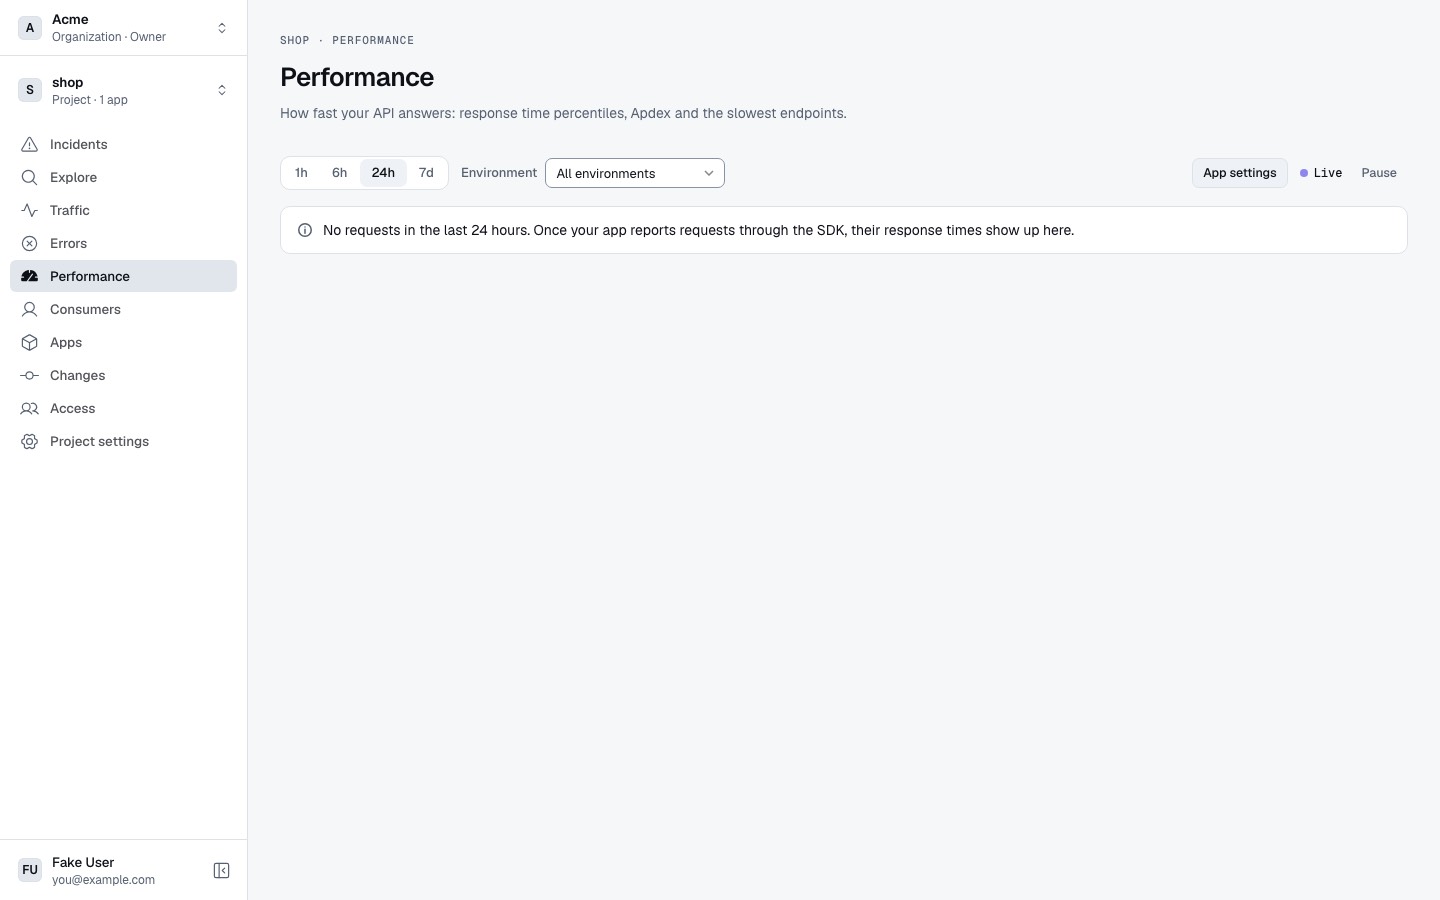 A
Acme
Organization · Owner
S
shop
Project · 1 app
Incidents
Explore
Traffic
Errors
Performance
Consumers
Apps
Changes
Access
Project settings
FU
Fake User
you@example.com
SHOP · PERFORMANCE
Performance
How fast your API answers: response time percentiles, Apdex and the slowest endpoints.
1h 6h 24h 7d Environment All environments App settings Live Pause
No requests in the last 24 hours. Once your app reports requests through the SDK, their response times show up here.